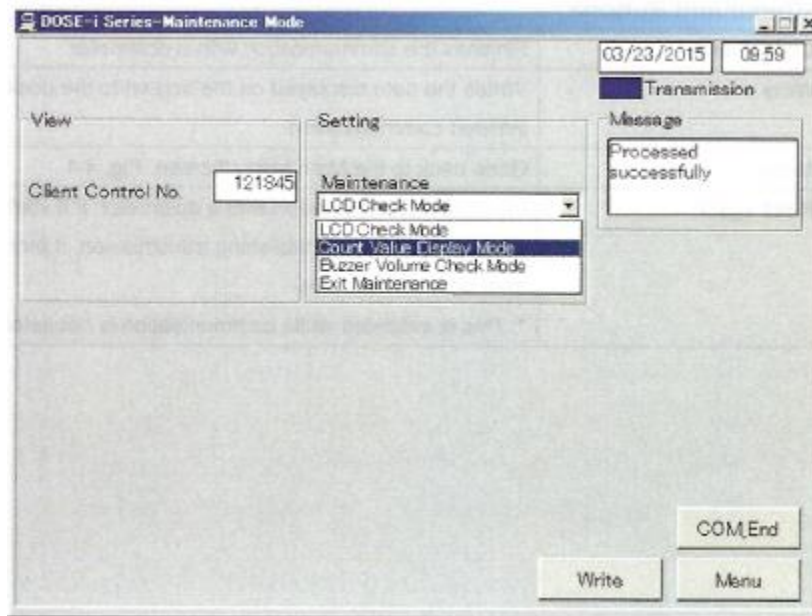 DOSE-i Series-Maintenance Mode
03/23/2015 09:59
Transmission
View
Setting
Message
Processed
successfully
Client Control No. 121845
Maintenance
LCD Check Mode
LCD Check Mode
Count Value Display Mode
Buzzer Volume Check Mode
Exit Maintenance
COM.End
Write
Menu